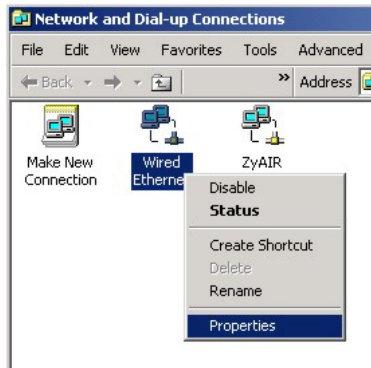 Network and Dial-up Connections
File Edit View Favorites Tools Advanced
Back » Address
Make New Connection
Wired Etherne
ZyAIR
Disable
Status
Create Shortcut
Delete
Rename
Properties